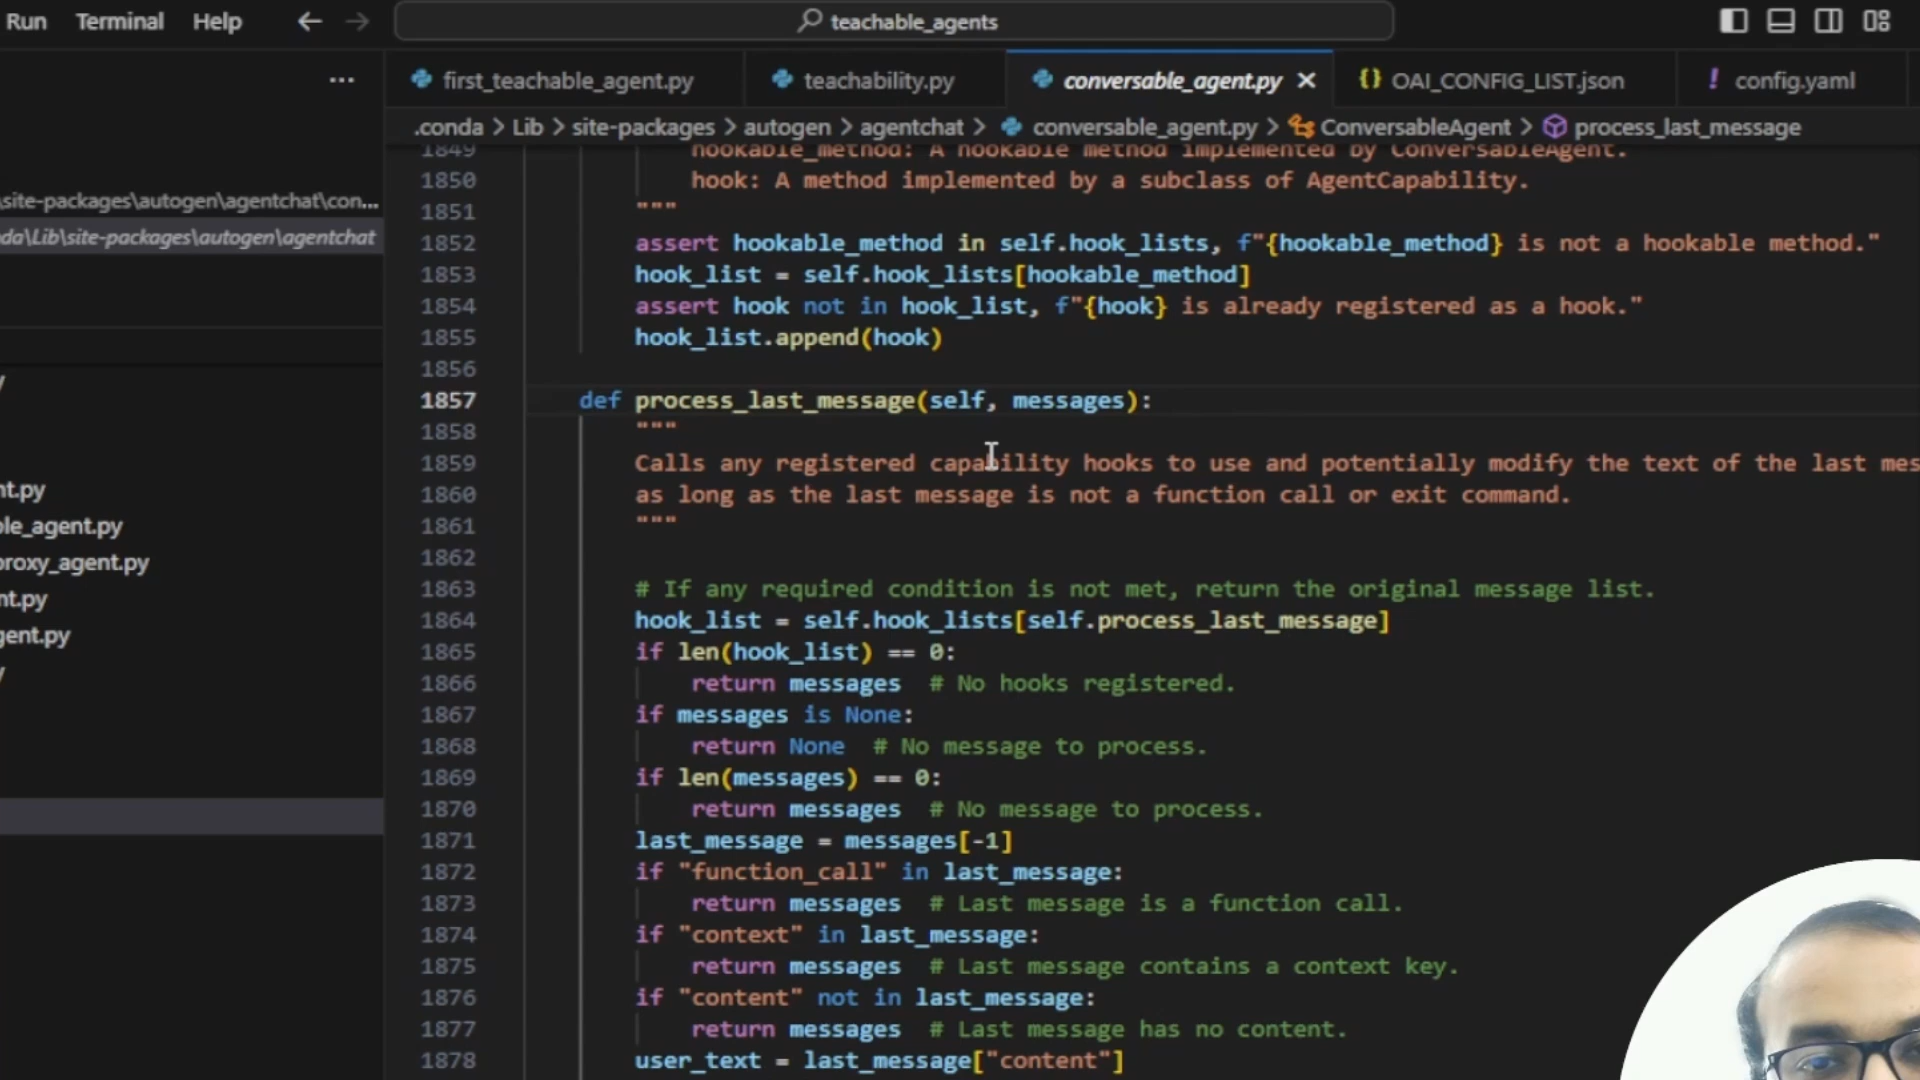 Run Terminal Help teachable_agents
first_teachable_agent.py teachability.py conversable_agent.py OAI_CONFIG_LIST.json config.yaml
.conda > Lib > site-packages > autogen > agentchat > conversable_agent.py > ConversableAgent > process_last_message
site-packages\autogen\agentchat\con...
da\Lib\site-packages\autogen\agentchat
nt.py
ble_agent.py
proxy_agent.py
nt.py
gent.py
1849 hookable_method: A hookable method implemented by ConversableAgent.
1850 hook: A method implemented by a subclass of AgentCapability.
1851 """
1852 assert hookable_method in self.hook_lists, f"{hookable_method} is not a hookable method."
1853 hook_list = self.hook_lists[hookable_method]
1854 assert hook not in hook_list, f"{hook} is already registered as a hook."
1855 hook_list.append(hook)
1856
1857 def process_last_message(self, messages):
1858 """
1859 Calls any registered capability hooks to use and potentially modify the text of the last mes
1860 as long as the last message is not a function call or exit command.
1861 """
1862
1863 # If any required condition is not met, return the original message list.
1864 hook_list = self.hook_lists[self.process_last_message]
1865 if len(hook_list) == 0:
1866 return messages # No hooks registered.
1867 if messages is None:
1868 return None # No message to process.
1869 if len(messages) == 0:
1870 return messages # No message to process.
1871 last_message = messages[-1]
1872 if "function_call" in last_message:
1873 return messages # Last message is a function call.
1874 if "context" in last_message:
1875 return messages # Last message contains a context key.
1876 if "content" not in last_message:
1877 return messages # Last message has no content.
1878 user_text = last_message["content"]